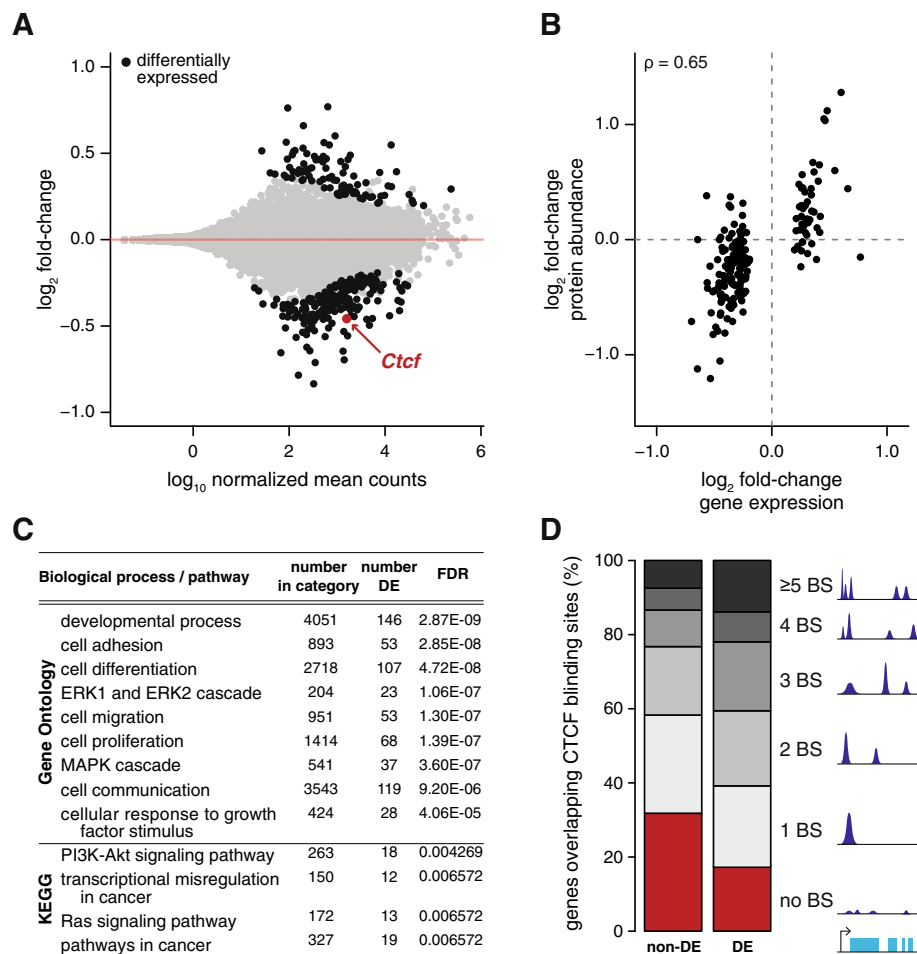 A
differentially
expressed
1.0
0.5
0.0
−0.5
−1.0
log2 fold-change
Ctcf
0 2 4 6
log10 normalized mean counts
B
ρ = 0.65
1.0
0.0
−1.0
log2 fold-change
protein abundance
−1.0 0.0 1.0
log2 fold-change
gene expression
C
Biological process / pathway number in category number DE FDR
Gene Ontology
developmental process 4051 146 2.87E-09
cell adhesion 893 53 2.85E-08
cell differentiation 2718 107 4.72E-08
ERK1 and ERK2 cascade 204 23 1.06E-07
cell migration 951 53 1.30E-07
cell proliferation 1414 68 1.39E-07
MAPK cascade 541 37 3.60E-07
cell communication 3543 119 9.20E-06
cellular response to growth
factor stimulus 424 28 4.06E-05
KEGG
PI3K-Akt signaling pathway 263 18 0.004269
transcriptional misregulation
in cancer 150 12 0.006572
Ras signaling pathway 172 13 0.006572
pathways in cancer 327 19 0.006572
D
genes overlapping CTCF blinding sites (%)
100
80
60
40
20
0
non-DE DE
≥5 BS
4 BS
3 BS
2 BS
1 BS
no BS